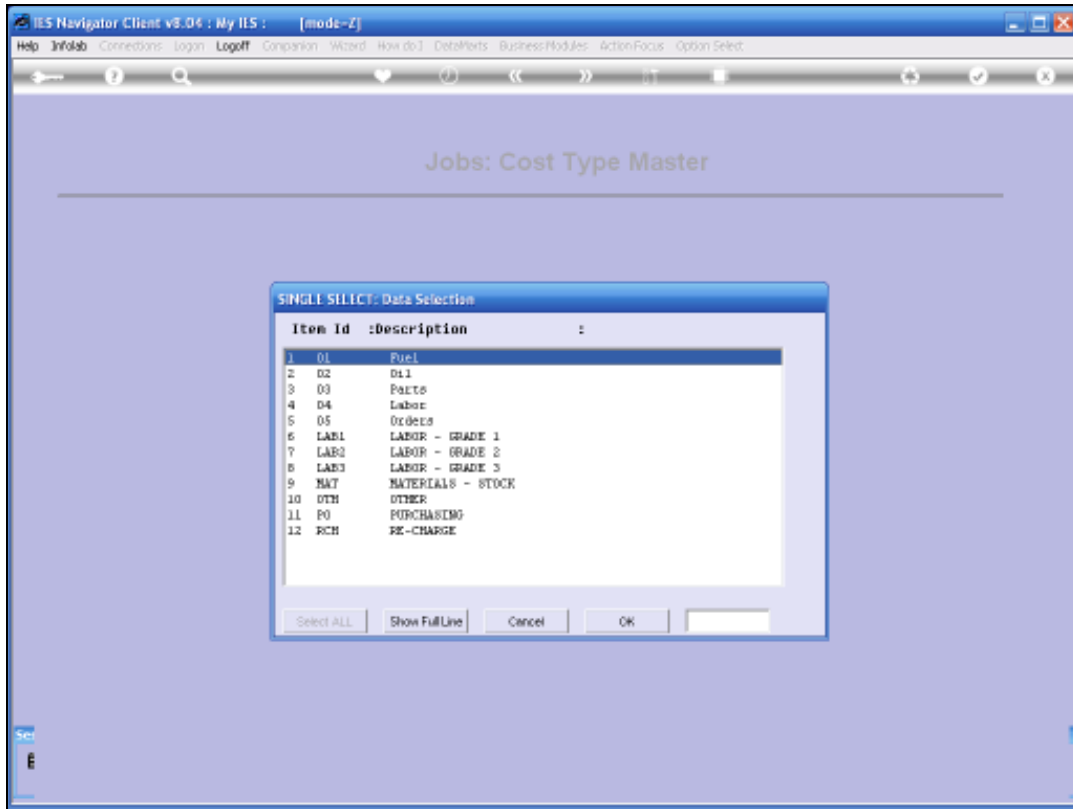 IES Navigator Client v8.04 : My IES : [mode=Z]
Help Infolab Connections Logon Logoff Companion Wizard How do I DataMarts Business Modules Action Focus Option Select
Jobs: Cost Type Master
SINGLE SELECT: Data Selection
Item Id :Description :
1 01 Fuel
2 02 Oil
3 03 Parts
4 04 Labor
5 05 Orders
6 LAB1 LABOR - GRADE 1
7 LAB2 LABOR - GRADE 2
8 LAB3 LABOR - GRADE 3
9 MAT MATERIALS - STOCK
10 OTH OTHER
11 PO PURCHASING
12 RCH RE-CHARGE
Select ALL Show Full Line Cancel OK